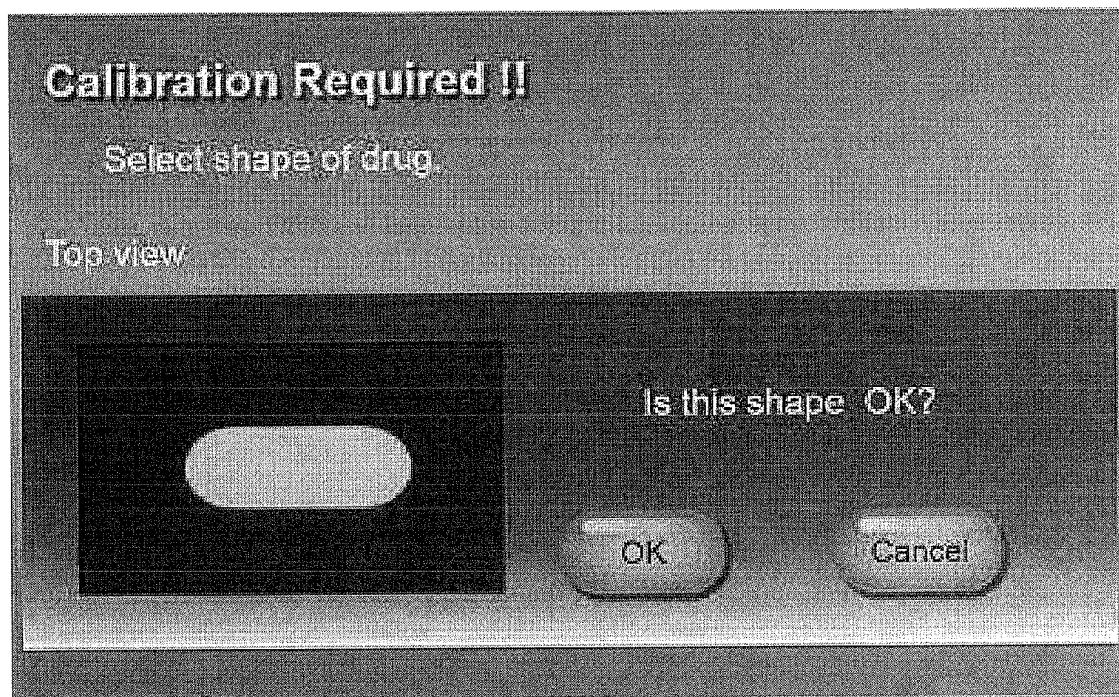 Calibration Required !!
Select shape of drug.
Top view
Is this shape OK?
OK
Cancel